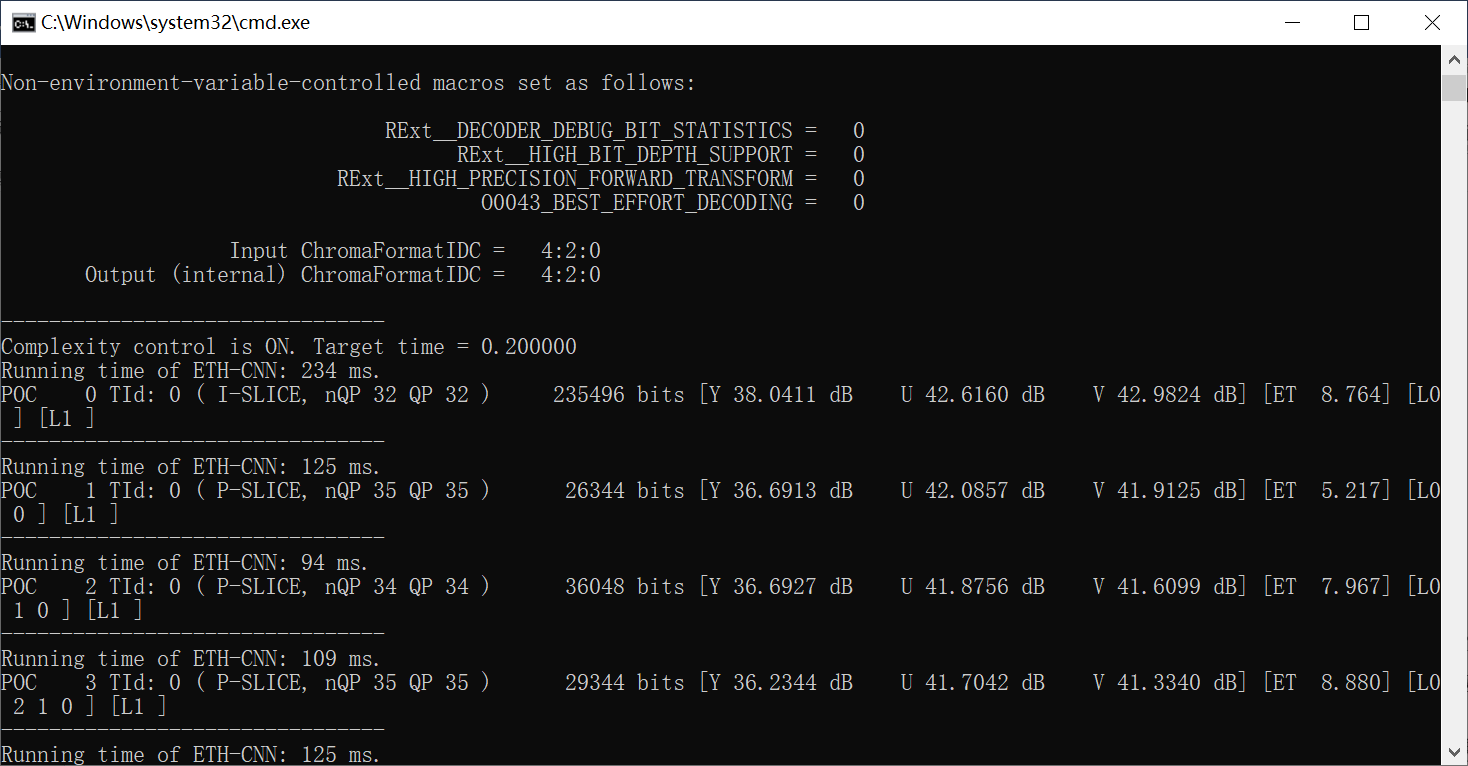 C:\Windows\system32\cmd.exe
Non-environment-variable-controlled macros set as follows:
RExt__DECODER_DEBUG_BIT_STATISTICS =   0
RExt__HIGH_BIT_DEPTH_SUPPORT =   0
RExt__HIGH_PRECISION_FORWARD_TRANSFORM =   0
O0043_BEST_EFFORT_DECODING =   0
Input ChromaFormatIDC =   4:2:0
Output (internal) ChromaFormatIDC =   4:2:0
--------------------------------
Complexity control is ON. Target time = 0.200000
Running time of ETH-CNN: 234 ms.
POC    0 TId: 0 ( I-SLICE, nQP 32 QP 32 )     235496 bits [Y 38.0411 dB    U 42.6160 dB    V 42.9824 dB] [ET  8.764] [L0
] [L1 ]
--------------------------------
Running time of ETH-CNN: 125 ms.
POC    1 TId: 0 ( P-SLICE, nQP 35 QP 35 )      26344 bits [Y 36.6913 dB    U 42.0857 dB    V 41.9125 dB] [ET  5.217] [L0
0 ] [L1 ]
--------------------------------
Running time of ETH-CNN: 94 ms.
POC    2 TId: 0 ( P-SLICE, nQP 34 QP 34 )      36048 bits [Y 36.6927 dB    U 41.8756 dB    V 41.6099 dB] [ET  7.967] [L0
1 0 ] [L1 ]
--------------------------------
Running time of ETH-CNN: 109 ms.
POC    3 TId: 0 ( P-SLICE, nQP 35 QP 35 )      29344 bits [Y 36.2344 dB    U 41.7042 dB    V 41.3340 dB] [ET  8.880] [L0
2 1 0 ] [L1 ]
--------------------------------
Running time of ETH-CNN: 125 ms.